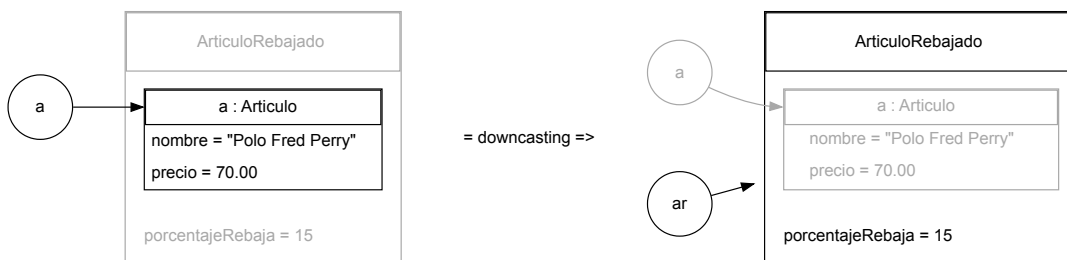 ArticuloRebajado
a
a : Articulo
nombre = "Polo Fred Perry"
precio = 70.00
porcentajeRebaja = 15
= downcasting =>
ArticuloRebajado
a
a : Articulo
nombre = "Polo Fred Perry"
precio = 70.00
ar
porcentajeRebaja = 15